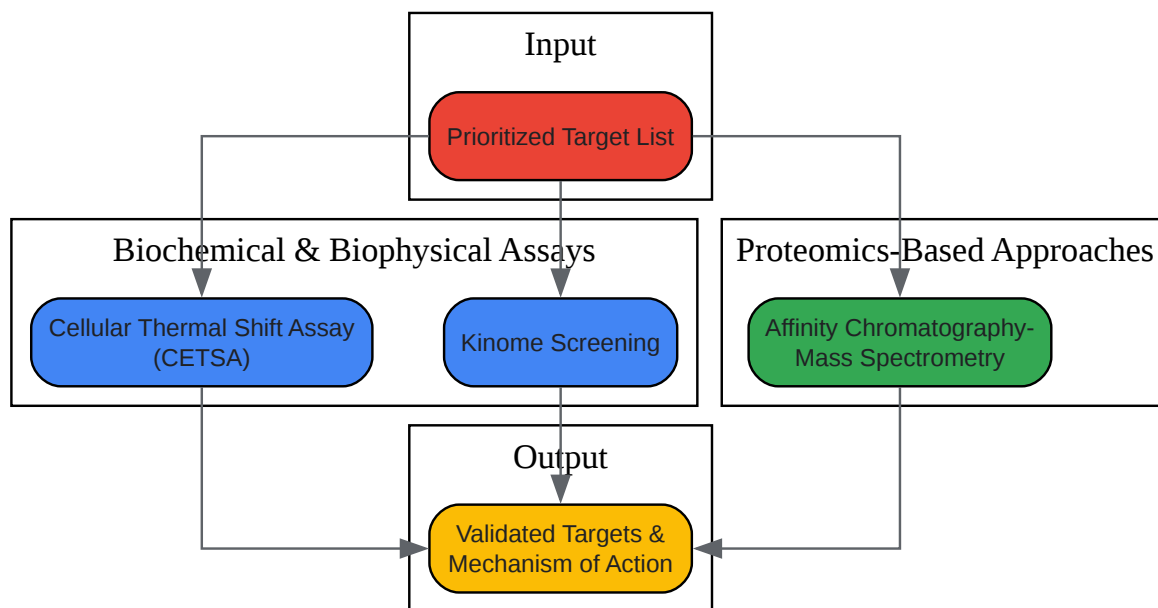 Input
Prioritized Target List
Biochemical & Biophysical Assays
Proteomics-Based Approaches
Cellular Thermal Shift Assay
(CETSA)
Kinome Screening
Affinity Chromatography-
Mass Spectrometry
Output
Validated Targets &
Mechanism of Action